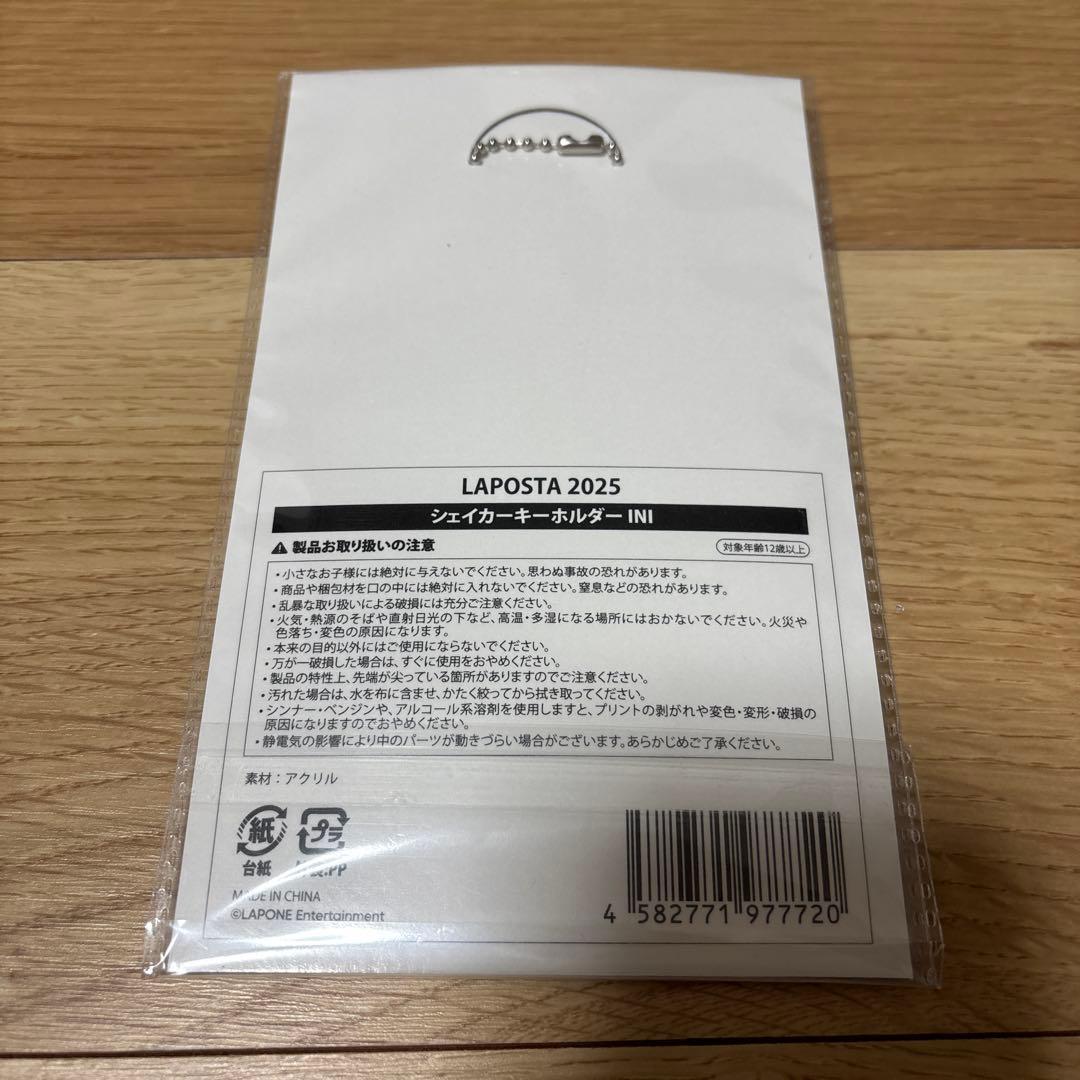 LAPOSTA 2025
シェイカーキーホルダー INI
製品お取り扱いの注意
対象年齢12歳以上
・小さなお子様には絶対に与えないでください。思わぬ事故の恐れがあります。
・商品や梱包材を口の中には絶対に入れないでください。窒息などの恐れがあります。
・乱暴な取り扱いによる破損には充分ご注意ください。
・火気・熱源のそばや直射日光の下など、高温・多湿になる場所にはおかないでください。火災や
色落ち・変色の原因になります。
・本来の目的以外にはご使用にならないでください。
・万が一破損した場合は、すぐに使用をおやめください。
・製品の特性上、先端が尖っている箇所がありますのでご注意ください。
・汚れた場合は、水を布に含ませ、かたく絞ってから拭き取ってください。
・シンナー・ベンジンや、アルコール系溶剤を使用しますと、プリントの剥がれや変色・変形・破損の
原因になりますのでおやめください。
・静電気の影響により中のパーツが動きづらい場合がございます。あらかじめご了承ください。
素材：アクリル
紙 プラ
台紙 :PP
MADE IN CHINA
©LAPONE Entertainment
4 582771 977720